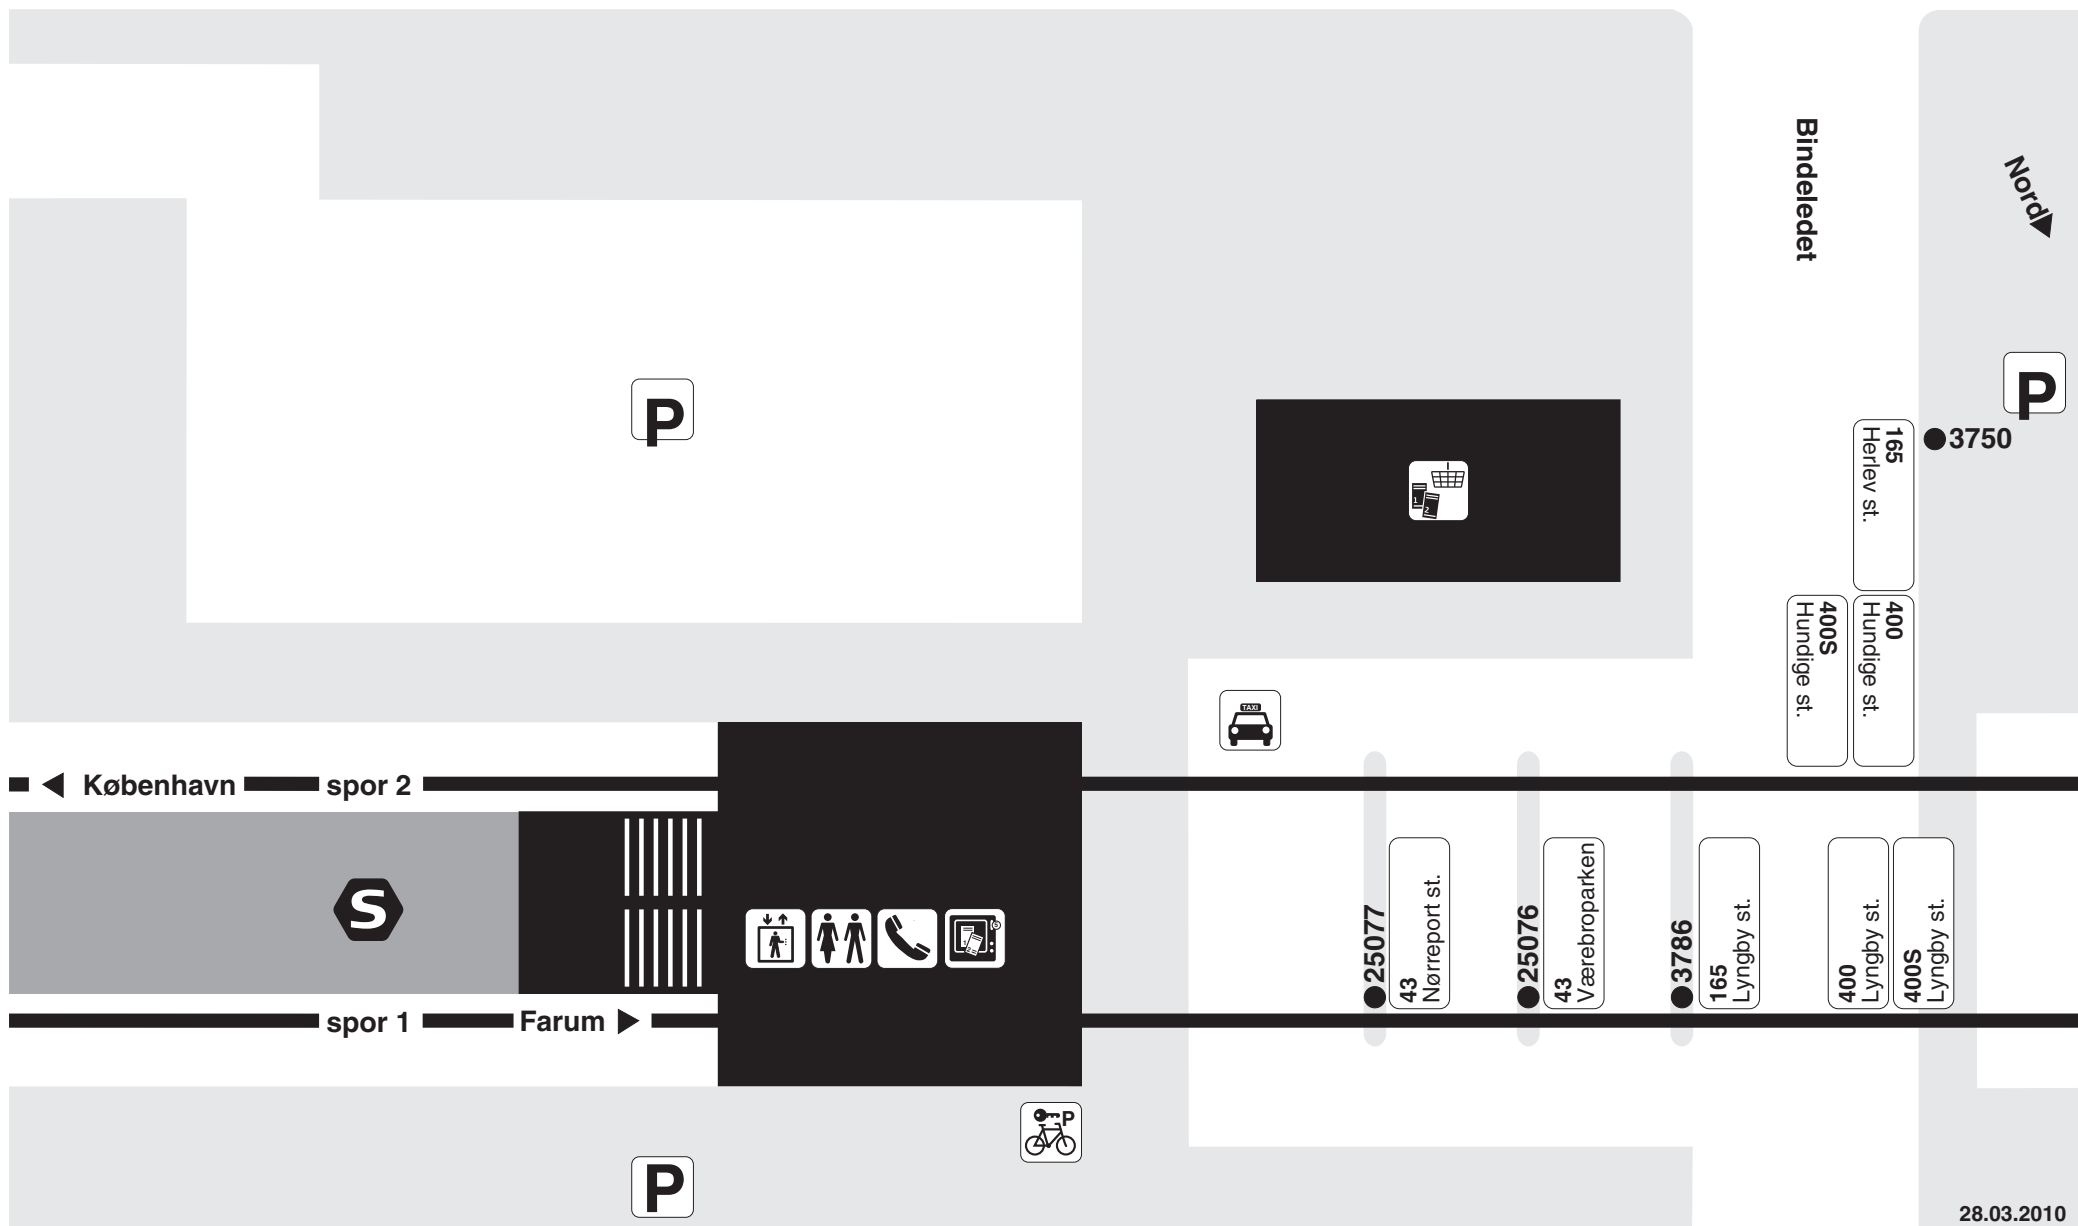 Bindeledet
Nord
P
P
165
Herlev st.
3750
400S
Hundige st.
400
Hundige st.
TAXI
København
spor 2
S
25077
43
Nørreport st.
25076
43
Værebroparken
3786
165
Lyngby st.
400
Lyngby st.
400S
Lyngby st.
spor 1
Farum
P
P
28.03.2010